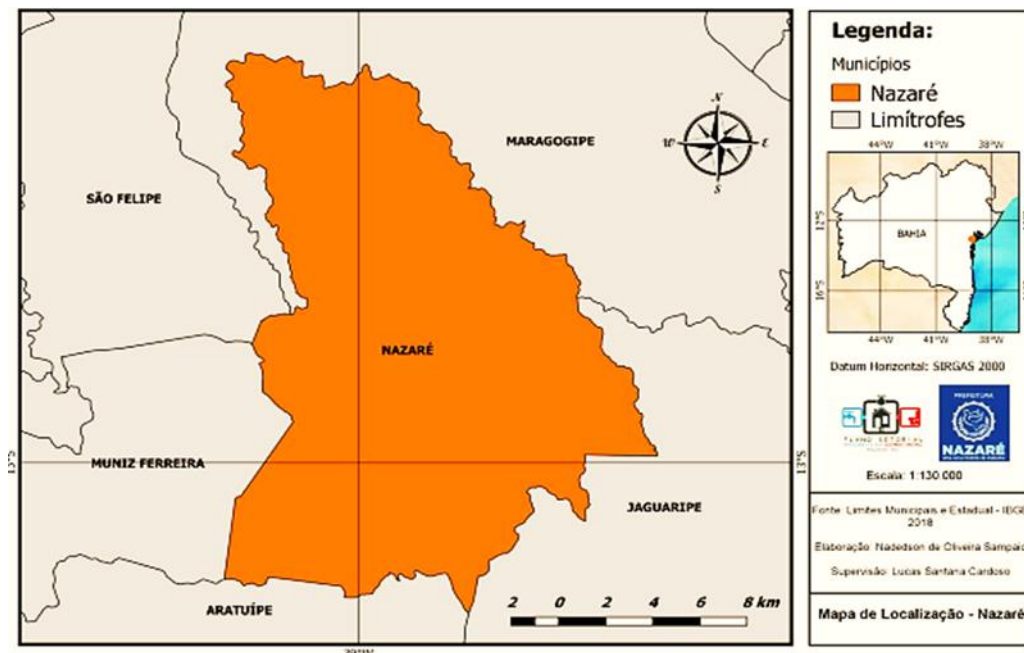 N
W
E
S
MARAGOGIPE
SÃO FELIPE
NAZARÉ
MUNIZ FERREIRA
JAGUARIPE
ARATUÍPE
13°S
13°S
39°W
2 0 2 4 6 8 km
Legenda:
Municípios
Nazaré
Limítrofes
44°W 41°W 38°W
12°S
BAHIA
16°S
44°W 41°W 38°W
Datum Horizontal: SIRGAS 2000
PREFEITURA
NAZARÉ
Escala: 1:130.000
Fonte: Limites Municipais e Estadual - IBGE
2018
Elaboração: Nadedson de Oliveira Sampaio
Supervisão: Lucas Santana Cardoso
Mapa de Localização - Nazaré